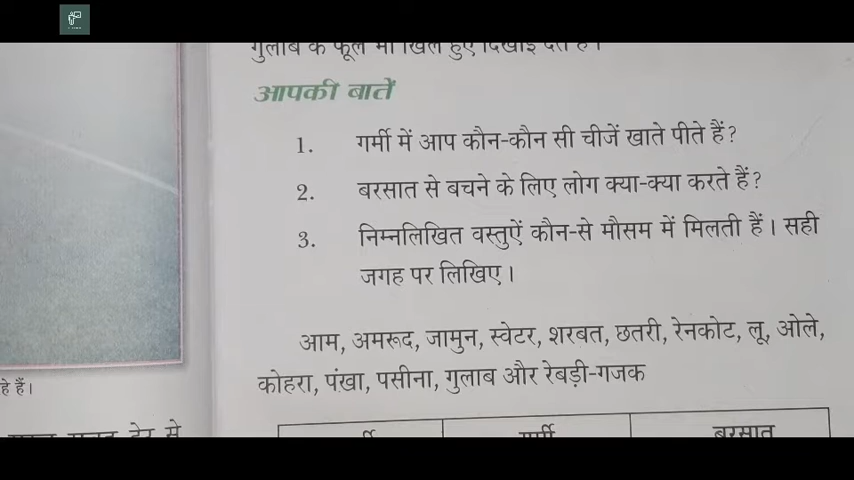 गुलाब के फूल भी खिले हुए दिखाई देते हैं।
आपकी बातें
1. गर्मी में आप कौन-कौन सी चीजें खाते पीते हैं?
2. बरसात से बचने के लिए लोग क्या-क्या करते हैं?
3. निम्नलिखित वस्तुऐं कौन-से मौसम में मिलती हैं। सही
जगह पर लिखिए।
आम, अमरूद, जामुन, स्वेटर, शरबत, छतरी, रेनकोट, लू, ओले,
कोहरा, पंखा, पसीना, गुलाब और रेबड़ी-गजक
हे हैं।
गर्मी बरसात